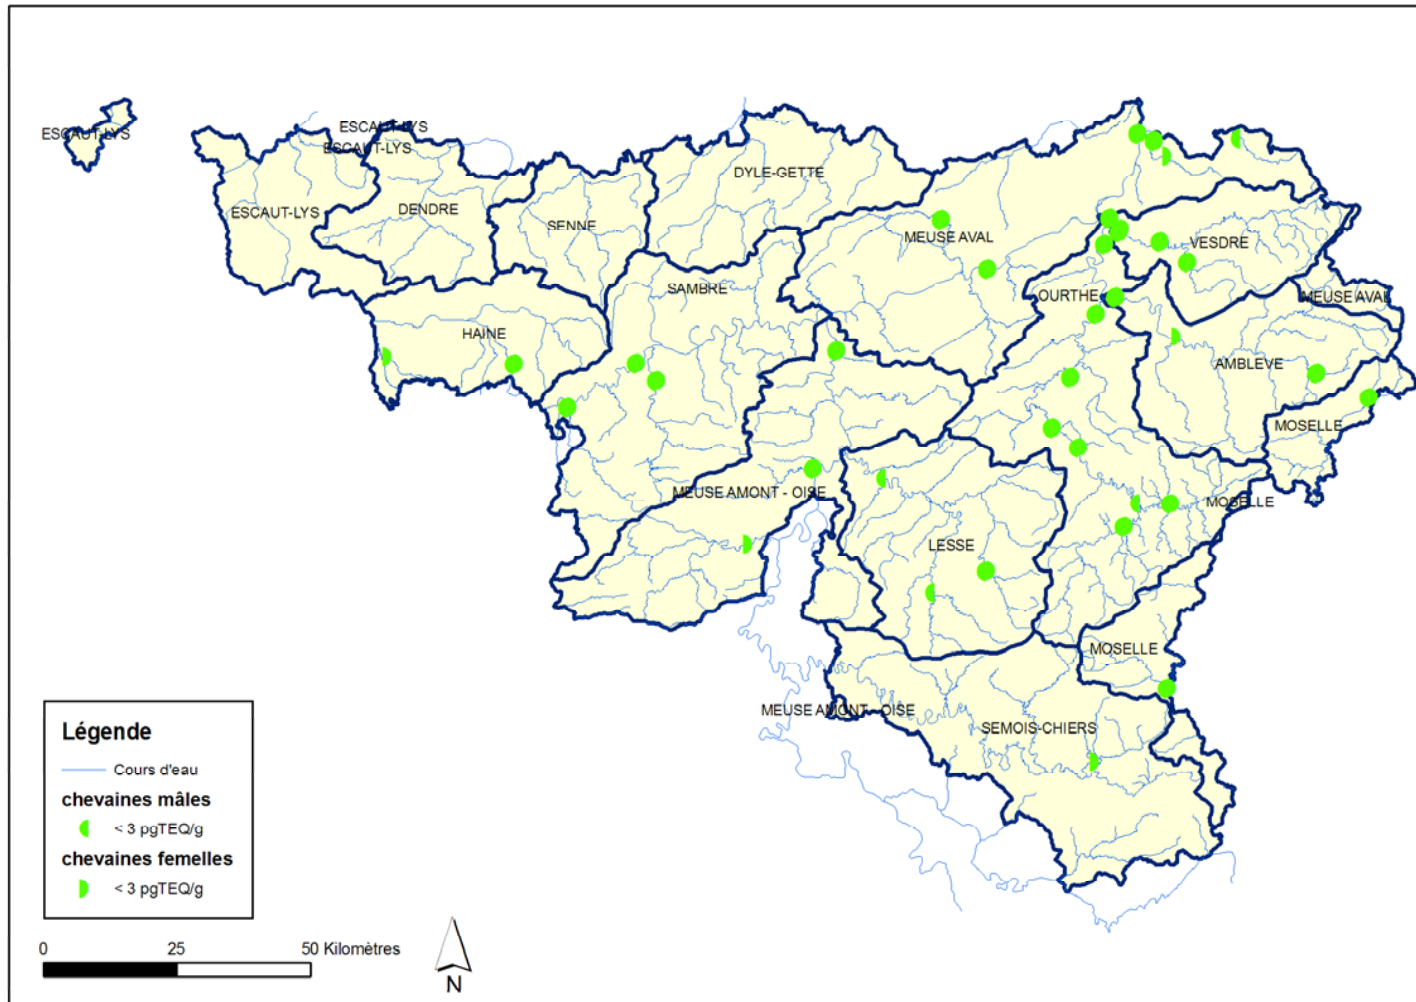 ESCAUT-LYS
ESCAUT-LYS
ESCAUT-LYS
DYLE-GETTE
ESCAUT-LYS
DENDRE
SENNE
MEUSE AVAL
VESDRE
SAMBRE
OURTHE
MEUSE AVAL
HAINE
AMBLEVE
MOSELLE
MEUSE AMONT - OISE
MOSELLE
LESSE
MOSELLE
MEUSE AMONT - OISE
SEMOIS-CHIERS
Légende
Cours d'eau
chevaines mâles
< 3 pgTEQ/g
chevaines femelles
< 3 pgTEQ/g
0 25 50 Kilomètres
N